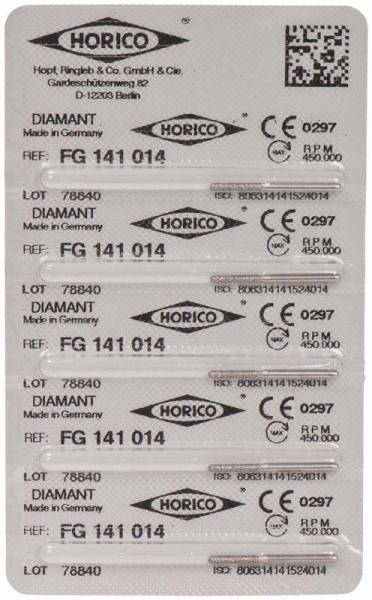 HORICO ®
Hopf, Ringleb & Co. GmbH & Cie.
Gardeschützenweg 82
D-12203 Berlin
DIAMANT HORICO ® CE 0297
Made in Germany
REF: FG 141 014 MAX RPM 450.000
LOT 78840 ISO: 806314141524014
DIAMANT HORICO ® CE 0297
Made in Germany
REF: FG 141 014 MAX RPM 450.000
LOT 78840 ISO: 806314141524014
DIAMANT HORICO ® CE 0297
Made in Germany
REF: FG 141 014 MAX RPM 450.000
LOT 78840 ISO: 806314141524014
DIAMANT HORICO ® CE 0297
Made in Germany
REF: FG 141 014 MAX RPM 450.000
LOT 78840 ISO: 806314141524014
DIAMANT HORICO ® CE 0297
Made in Germany
REF: FG 141 014 MAX RPM 450.000
LOT 78840 ISO: 806314141524014